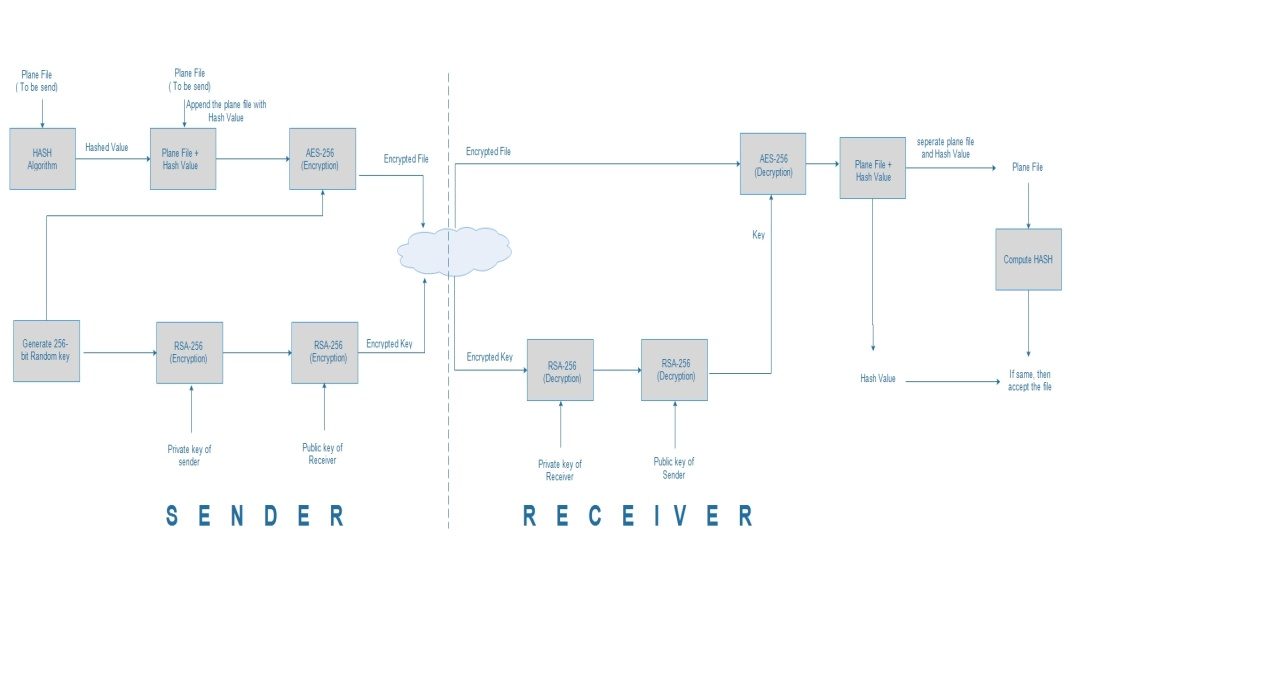 Plane File
( To be send)
Plane File
( To be send)
Append the plane file with
Hash Value
HASH
Algorithm
Hashed Value
Plane File +
Hash Value
AES-256
(Encryption)
Encrypted File
Generate 256-
bit Random key
RSA-256
(Encryption)
RSA-256
(Encryption)
Encrypted Key
Private key of
sender
Public key of
Receiver
SENDER
Encrypted File
AES-256
(Decryption)
Plane File +
Hash Value
seperate plane file
and Hash Value
Plane File
Key
Compute HASH
Encrypted Key
RSA-256
(Decryption)
RSA-256
(Decryption)
Hash Value
If same, then
accept the file
Private key of
Receiver
Public key of
Sender
RECEIVER